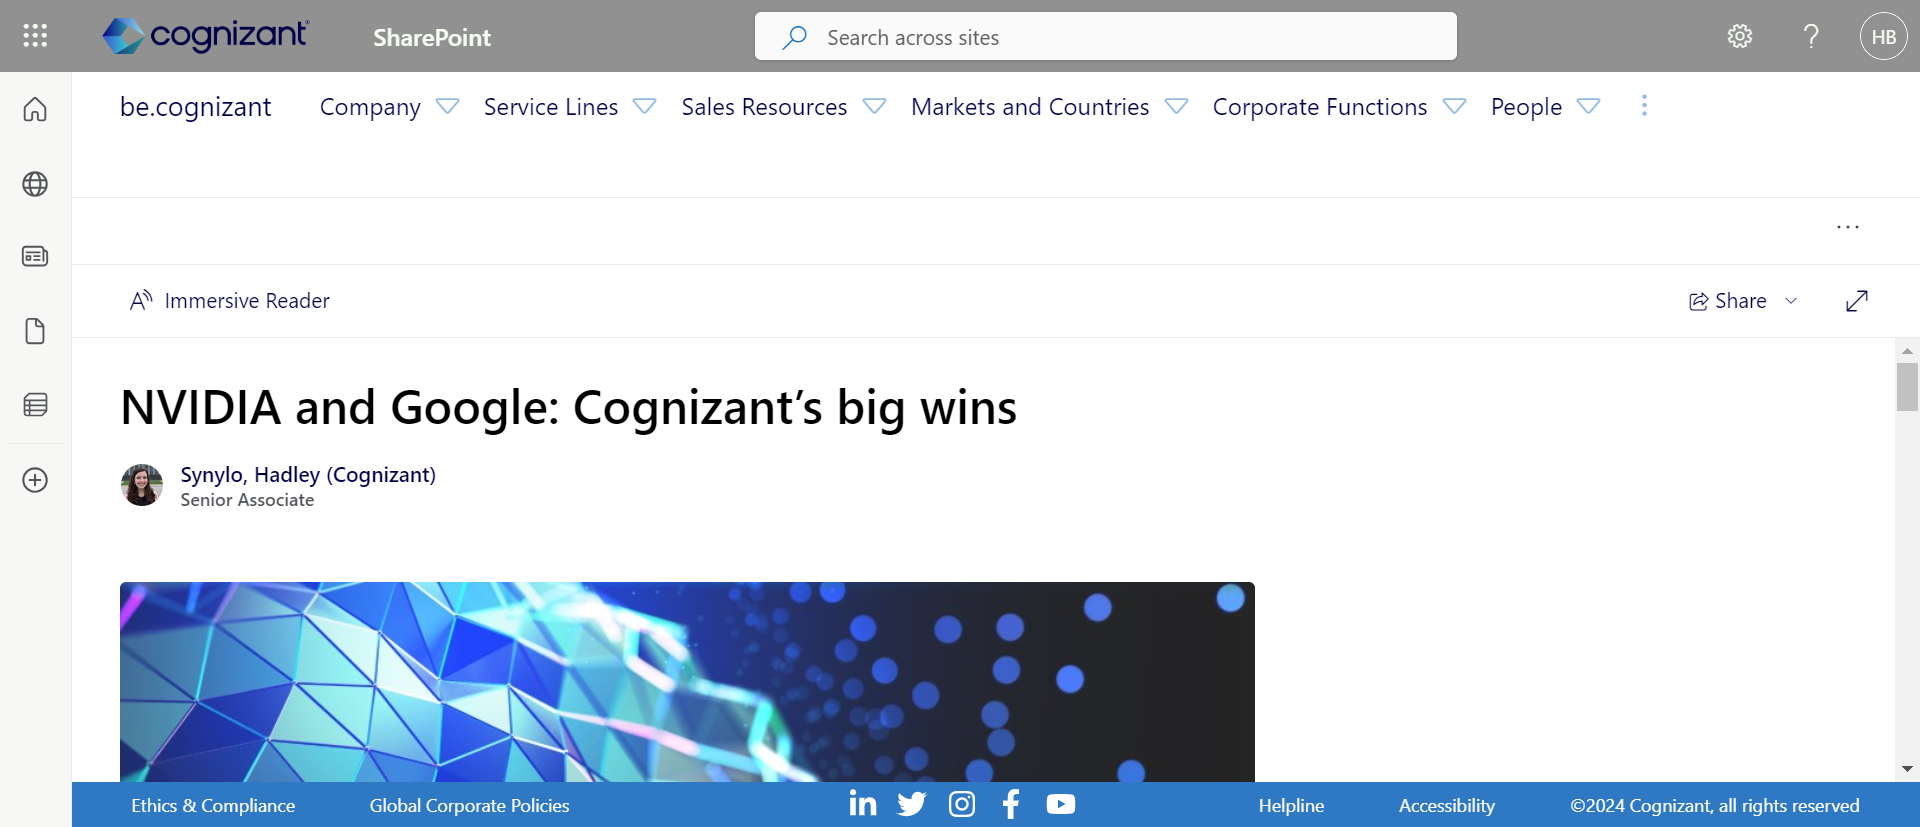 cognizant
SharePoint
Search across sites
HB
be.cognizant
Company
Service Lines
Sales Resources
Markets and Countries
Corporate Functions
People
Immersive Reader
Share
NVIDIA and Google: Cognizant’s big wins
Synylo, Hadley (Cognizant)
Senior Associate
Ethics & Compliance
Global Corporate Policies
Helpline
Accessibility
©2024 Cognizant, all rights reserved